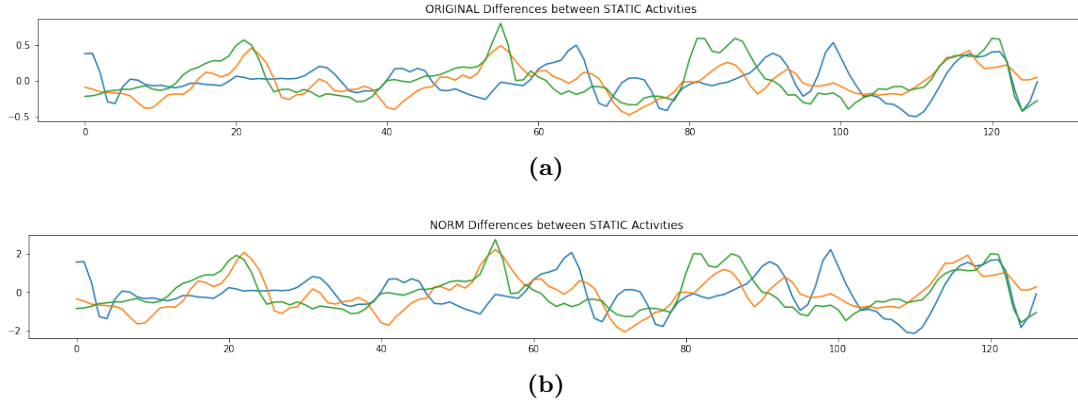 ORIGINAL Differences between STATIC Activities
0.5
0.0
−0.5
0 20 40 60 80 100 120
(a)
NORM Differences between STATIC Activities
2
0
−2
0 20 40 60 80 100 120
(b)